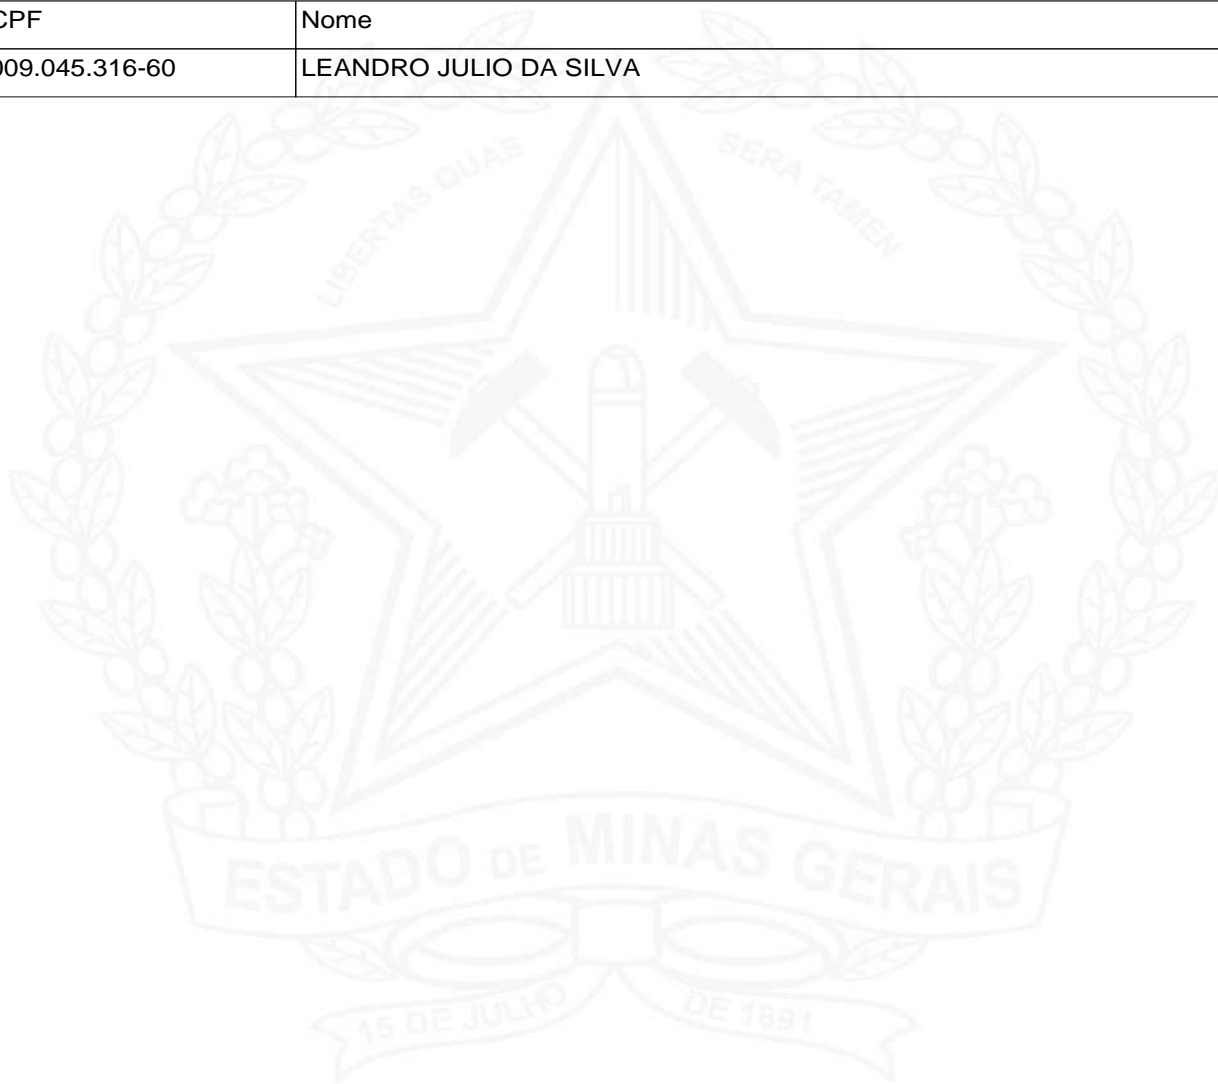 CPF Nome
009.045.316-60 LEANDRO JULIO DA SILVA
LIBERTAS QUAE SERA TAMEN
ESTADO DE MINAS GERAIS
15 DE JULHO DE 1891